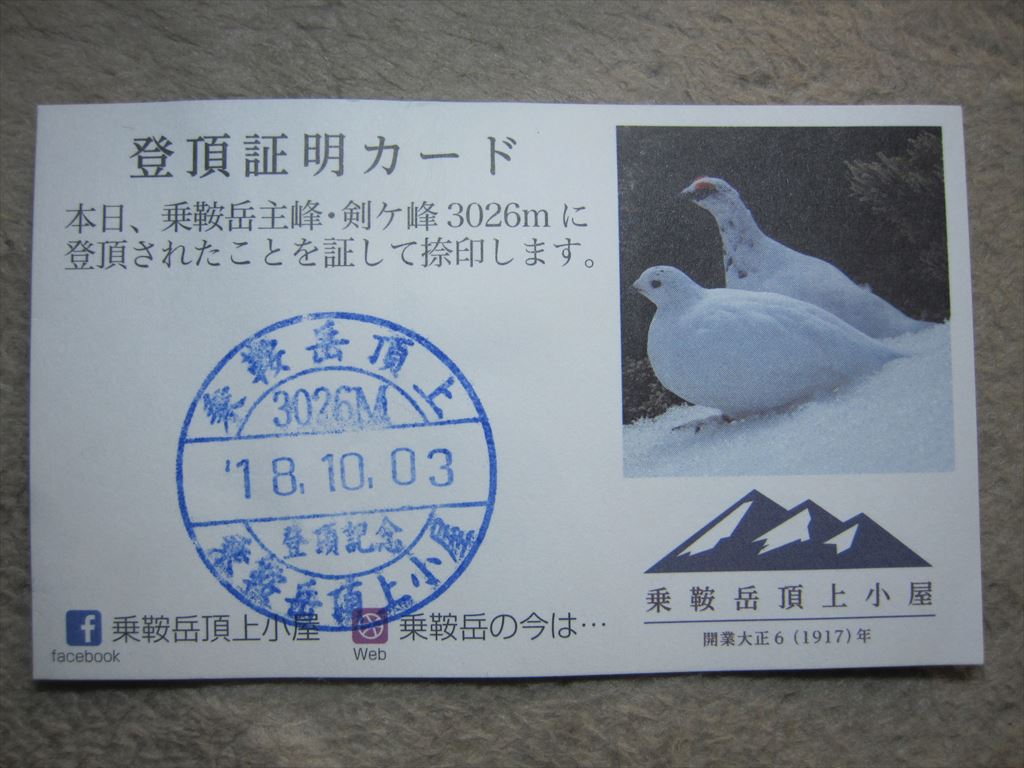 登頂証明カード
本日、乗鞍岳主峰・剣ケ峰 3026m に
登頂されたことを証して捺印します。
乗鞍岳頂上
3026M
'18.10.03
登頂記念
乗鞍岳頂上小屋
乗鞍岳頂上小屋
開業大正6(1917)年
f 乗鞍岳頂上小屋 乗鞍岳の今は…
facebook Web